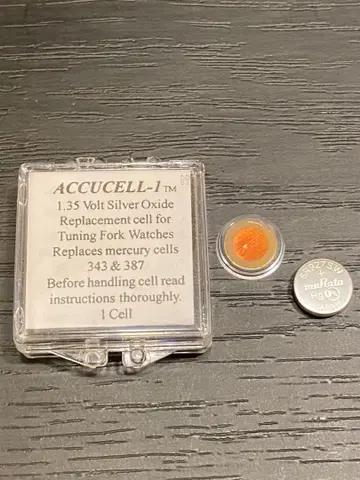 ACCUCELL-1™
1.35 Volt Silver Oxide
Replacement cell for
Tuning Fork Watches
Replaces mercury cells
343 & 387
Before handling cell read
instructions thoroughly.
1 Cell
SR927SW
+
muRata